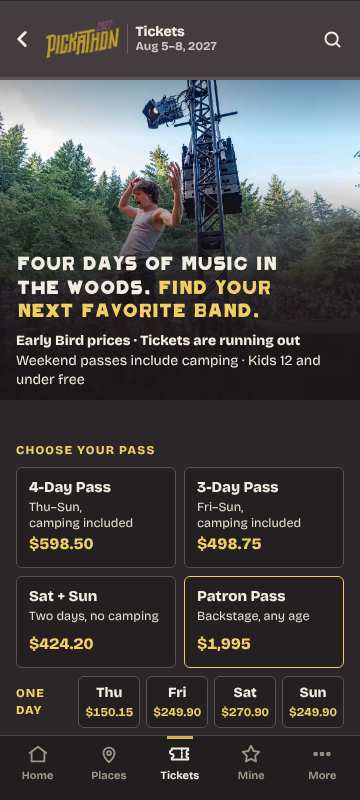 2027
PICKATHON
Tickets
Aug 5–8, 2027
FOUR DAYS OF MUSIC IN
THE WOODS. FIND YOUR
NEXT FAVORITE BAND.
Early Bird prices · Tickets are running out
Weekend passes include camping · Kids 12 and
under free
CHOOSE YOUR PASS
4-Day Pass
Thu–Sun,
camping included
$598.50
3-Day Pass
Fri–Sun,
camping included
$498.75
Sat + Sun
Two days, no camping
$424.20
Patron Pass
Backstage, any age
$1,995
ONE
DAY
Thu
$150.15
Fri
$249.90
Sat
$270.90
Sun
$249.90
Home
Places
Tickets
Mine
More